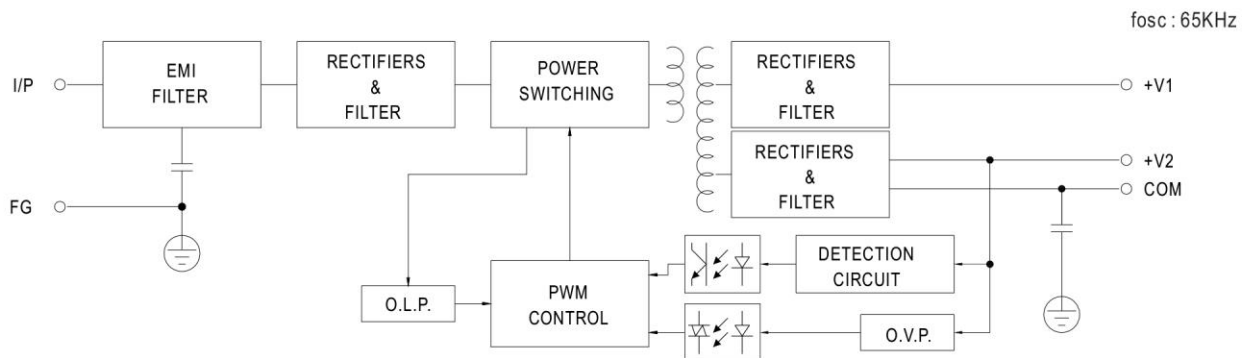 fosc : 65KHz
I/P
EMI
FILTER
RECTIFIERS
&
FILTER
POWER
SWITCHING
RECTIFIERS
&
FILTER
+V1
RECTIFIERS
&
FILTER
+V2
COM
FG
O.L.P.
PWM
CONTROL
DETECTION
CIRCUIT
O.V.P.